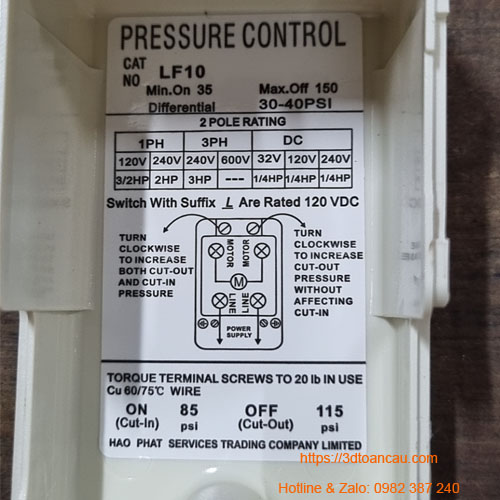 PRESSURE CONTROL
CAT NO LF10
Min.On 35 Max.Off 150
Differential 30-40PSI
2 POLE RATING
1PH 3PH DC
120V 240V 240V 600V 32V 120V 240V
3/2HP 2HP 3HP --- 1/4HP 1/4HP 1/4HP
Switch With Suffix L Are Rated 120 VDC
TURN
CLOCKWISE
TO INCREASE
BOTH CUT-OUT
AND CUT-IN
PRESSURE
MOTOR
MOTOR
M
LINE
LINE
POWER
SUPPLY
TURN
CLOCKWISE
TO INCREASE
CUT-OUT
PRESSURE
WITHOUT
AFFECTING
CUT-IN
TORQUE TERMINAL SCREWS TO 20 lb IN USE
Cu 60/75℃ WIRE
ON 85 OFF 115
(Cut-In) psi (Cut-Out) psi
HAO PHAT SERVICES TRADING COMPANY LIMITED
https://3dtoancau.com
Hotline & Zalo: 0982 387 240